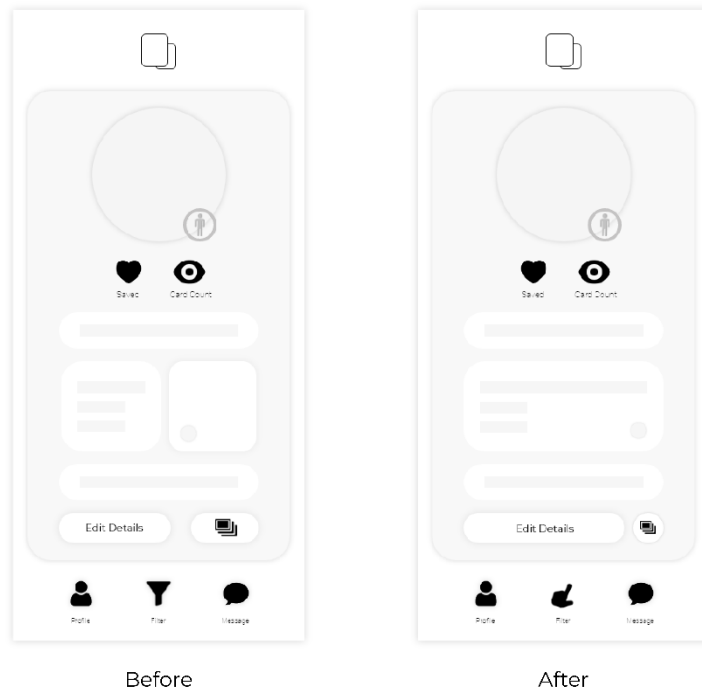 Saved Card Count
Edit Details
Profile Filter Message
Before
Saved Card Count
Edit Details
Profile Filter Message
After